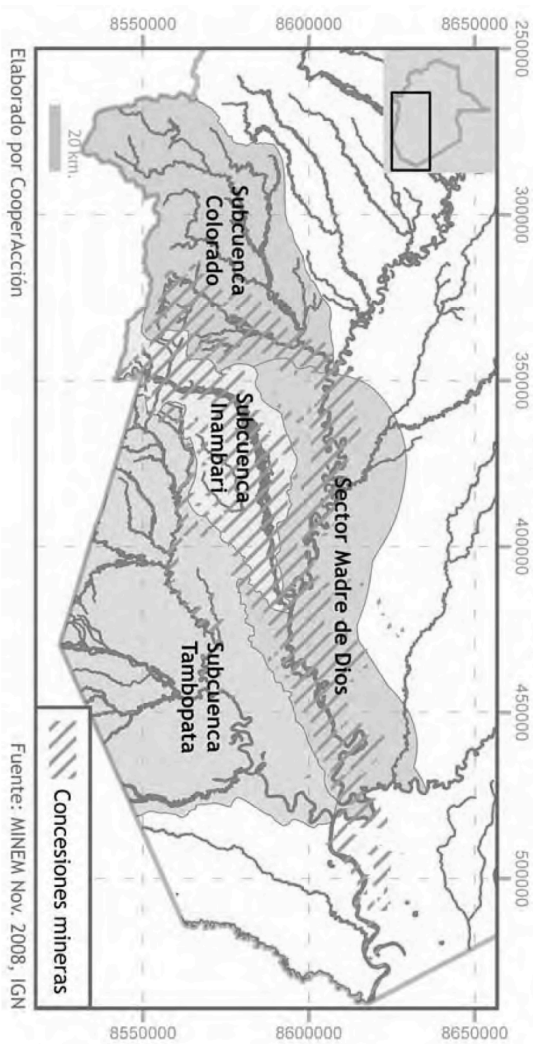 250000
300000
350000
400000
450000
500000
8650000
8600000
8550000
8650000
8600000
8550000
Sector Madre de Dios
Subcuenca
Colorado
Subcuenca
Inambari
Subcuenca
Tambopata
20 km.
Concesiones mineras
Elaborado por CooperAcción
Fuente: MINEM Nov. 2008, IGN